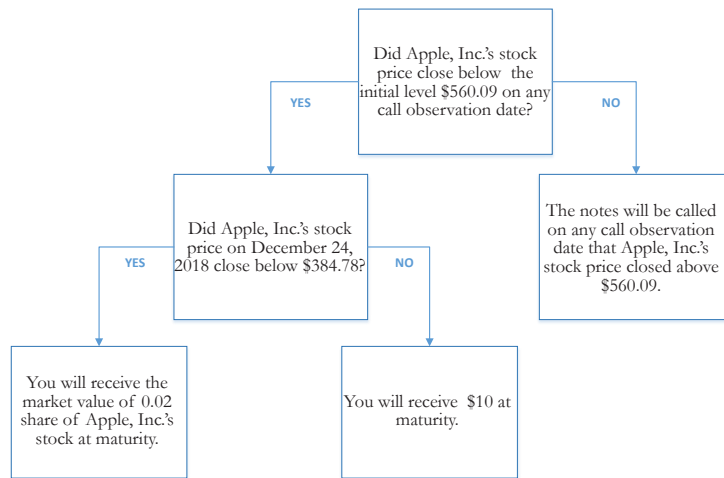 Did Apple, Inc.'s stock
price close below the
initial level $560.09 on any
call observation date?
YES
NO
Did Apple, Inc.'s stock
price on December 24,
2018 close below $384.78?
The notes will be called
on any call observation
date that Apple, Inc.'s
stock price closed above
$560.09.
YES
NO
You will receive the
market value of 0.02
share of Apple, Inc.'s
stock at maturity.
You will receive $10 at
maturity.